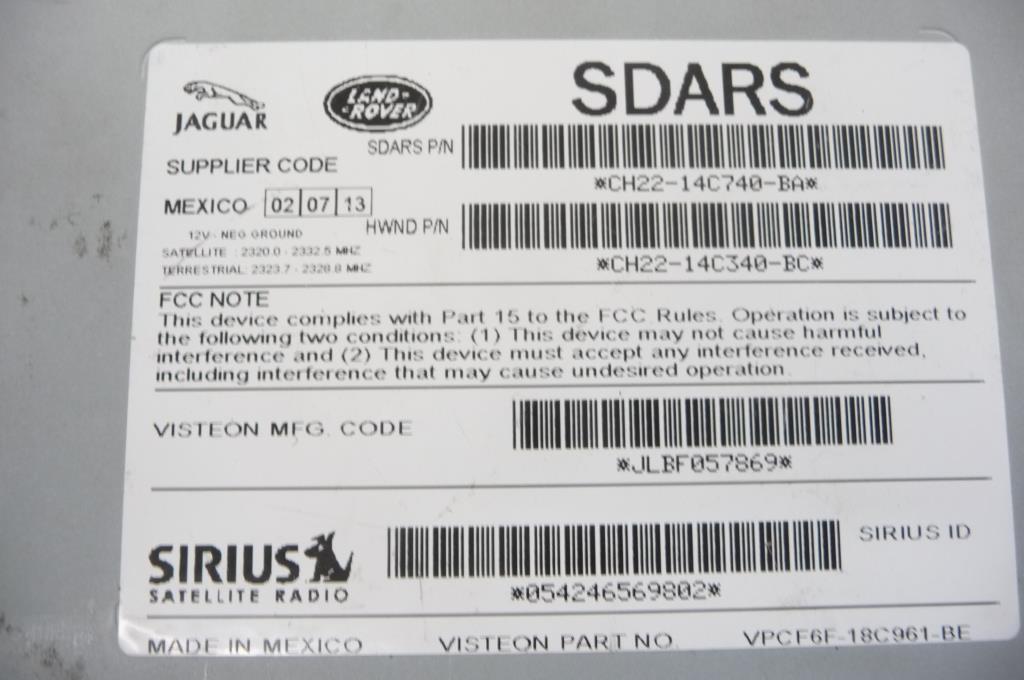 SDARS
JAGUAR
LAND ROVER
SDARS P/N
*CH22-14C740-BA*
SUPPLIER CODE
MEXICO 02 07 13
HWND P/N
*CH22-14C340-BC*
12V - NEG GROUND
SATELLITE : 2320.0 - 2332.5 MHZ
TERRESTRIAL: 2323.7 - 2328.8 MHZ
FCC NOTE
This device complies with Part 15 to the FCC Rules. Operation is subject to
the following two conditions: (1) This device may not cause harmful
interference and (2) This device must accept any interference received,
including interference that may cause undesired operation.
VISTEON MFG. CODE
*JLBF057869*
SIRIUS
SATELLITE RADIO
*054246569802*
SIRIUS ID
MADE IN MEXICO VISTEON PART NO. VPCF6F-18C961-BE